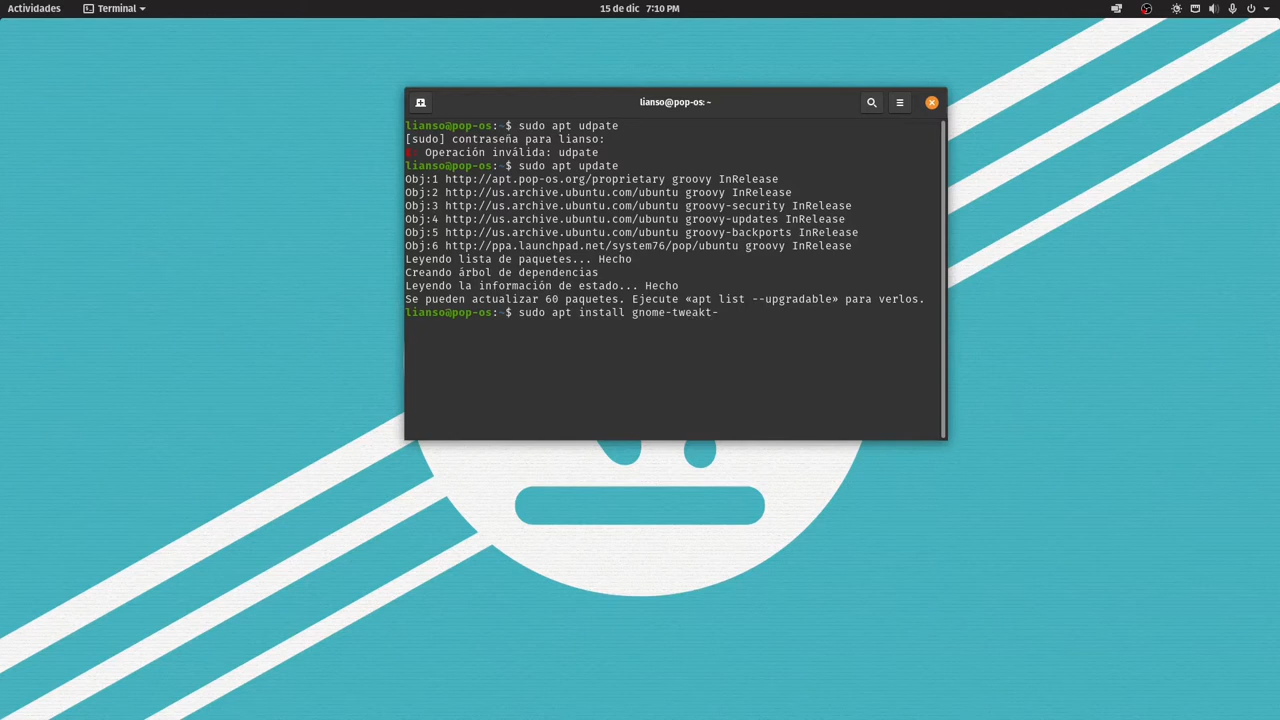 Actividades
Terminal
15 de dic 7:10 PM
lianso@pop-os: ~
lianso@pop-os:~$ sudo apt udpate
[sudo] contraseña para lianso:
Operación inválida: udpate
lianso@pop-os:~$ sudo apt update
Obj:1 http://apt.pop-os.org/proprietary groovy InRelease
Obj:2 http://us.archive.ubuntu.com/ubuntu groovy InRelease
Obj:3 http://us.archive.ubuntu.com/ubuntu groovy-security InRelease
Obj:4 http://us.archive.ubuntu.com/ubuntu groovy-updates InRelease
Obj:5 http://us.archive.ubuntu.com/ubuntu groovy-backports InRelease
Obj:6 http://ppa.launchpad.net/system76/pop/ubuntu groovy InRelease
Leyendo lista de paquetes... Hecho
Creando árbol de dependencias
Leyendo la información de estado... Hecho
Se pueden actualizar 60 paquetes. Ejecute «apt list --upgradable» para verlos.
lianso@pop-os:~$ sudo apt install gnome-tweakt-